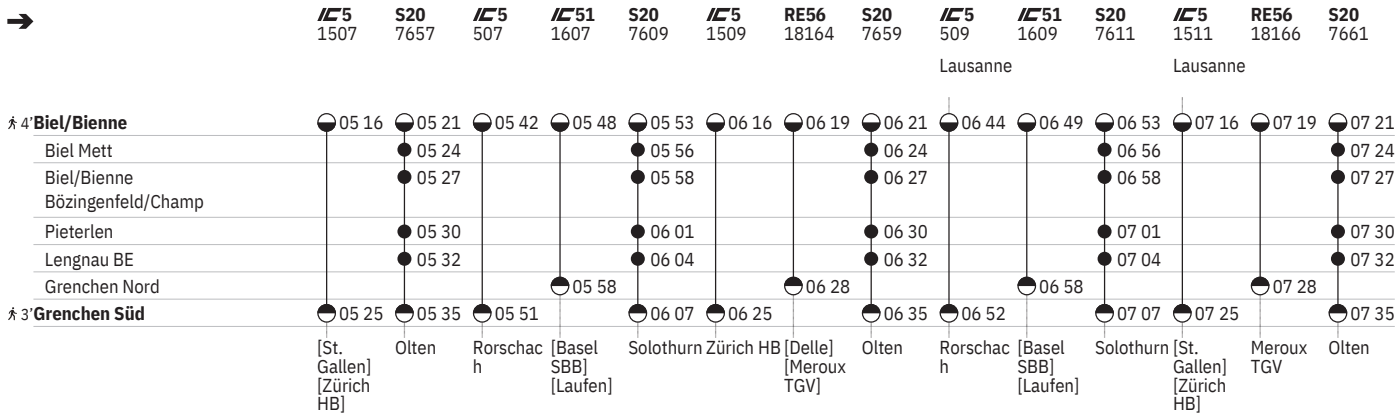 IC5 S20 IC5 IC51 S20 IC5 RE56 S20 IC5 IC51 S20 IC5 RE56 S20
1507 7657 507 1607 7609 1509 18164 7659 509 1609 7611 1511 18166 7661
Lausanne Lausanne
4' Biel/Bienne 05 16 05 21 05 42 05 48 05 53 06 16 06 19 06 21 06 44 06 49 06 53 07 16 07 19 07 21
Biel Mett 05 24 05 56 06 24 06 56 07 24
Biel/Bienne 05 27 05 58 06 27 06 58 07 27
Bözingenfeld/Champ
Pieterlen 05 30 06 01 06 30 07 01 07 30
Lengnau BE 05 32 06 04 06 32 07 04 07 32
Grenchen Nord 05 58 06 28 06 58 07 28
3' Grenchen Süd 05 25 05 35 05 51 06 07 06 25 06 35 06 52 07 07 07 25 07 35
[St. Olten Rorschac [Basel Solothurn Zürich HB [Delle] Olten Rorschac [Basel Solothurn [St. Meroux Olten
Gallen] h SBB] [Meroux h SBB] Gallen] TGV
[Zürich [Laufen] TGV] [Laufen] [Zürich
HB] HB]